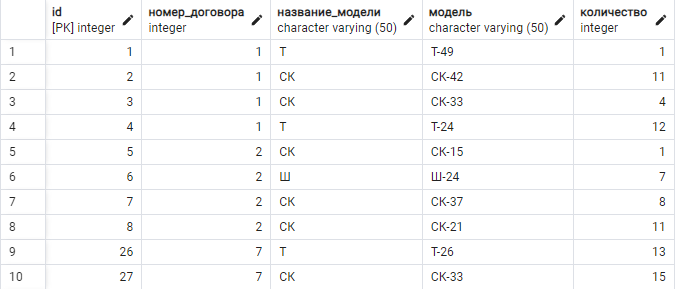 id номер_договора название_модели модель количество
[PK] integer integer character varying (50) character varying (50) integer
1 1 1 Т Т-49 1
2 2 1 СК СК-42 11
3 3 1 СК СК-33 4
4 4 1 Т Т-24 12
5 5 2 СК СК-15 1
6 6 2 Ш Ш-24 7
7 7 2 СК СК-37 8
8 8 2 СК СК-21 11
9 26 7 Т Т-26 13
10 27 7 СК СК-33 15